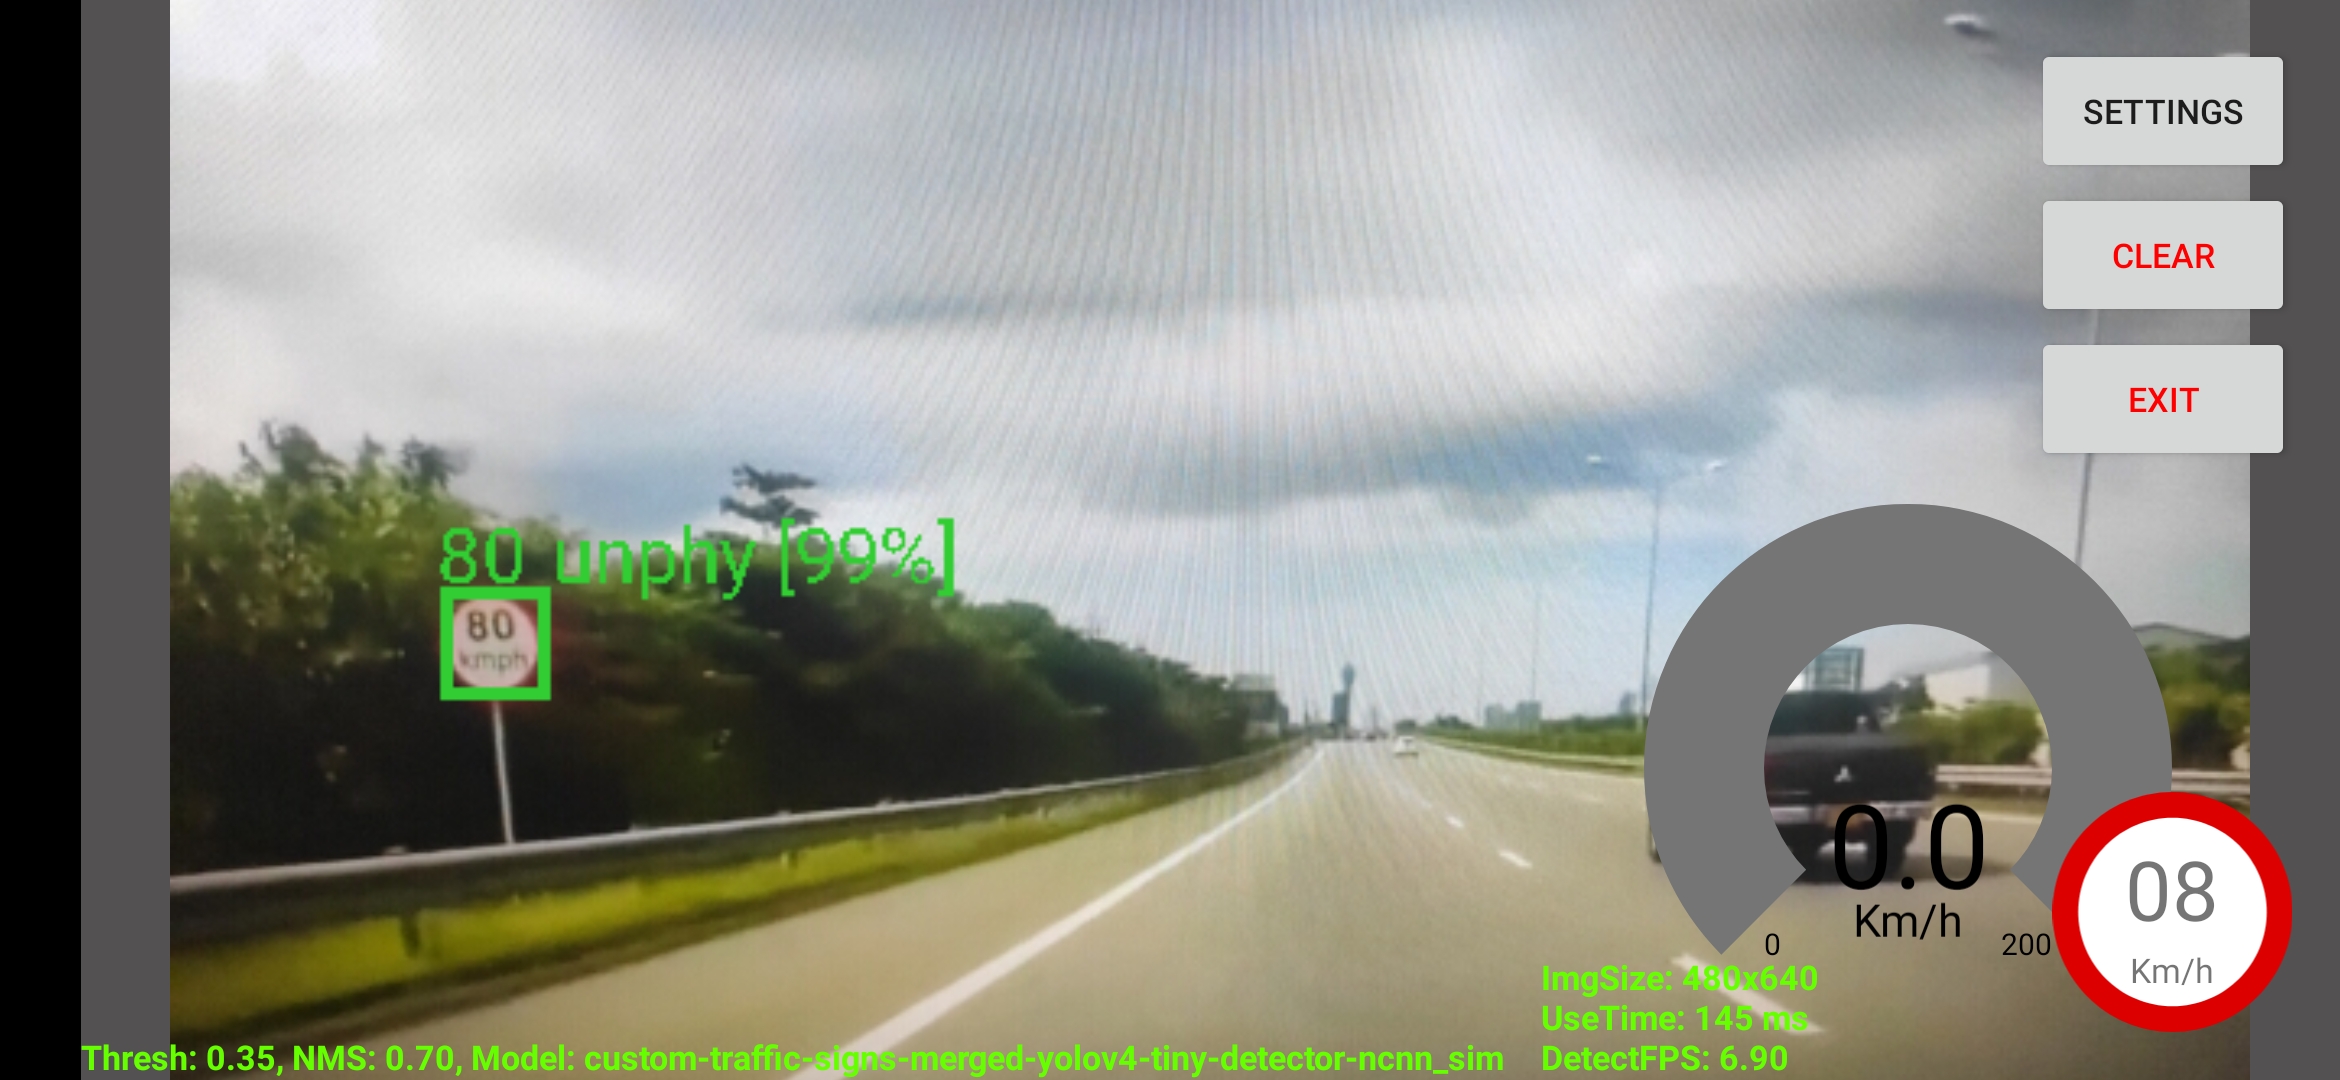 SETTINGS
CLEAR
EXIT
80 unphy [99%]
80
kmph
0.0
Km/h
0
200
08
Km/h
ImgSize: 480x640
UseTime: 145 ms
Thresh: 0.35, NMS: 0.70, Model: custom-traffic-signs-merged-yolov4-tiny-detector-ncnn_sim
DetectFPS: 6.90